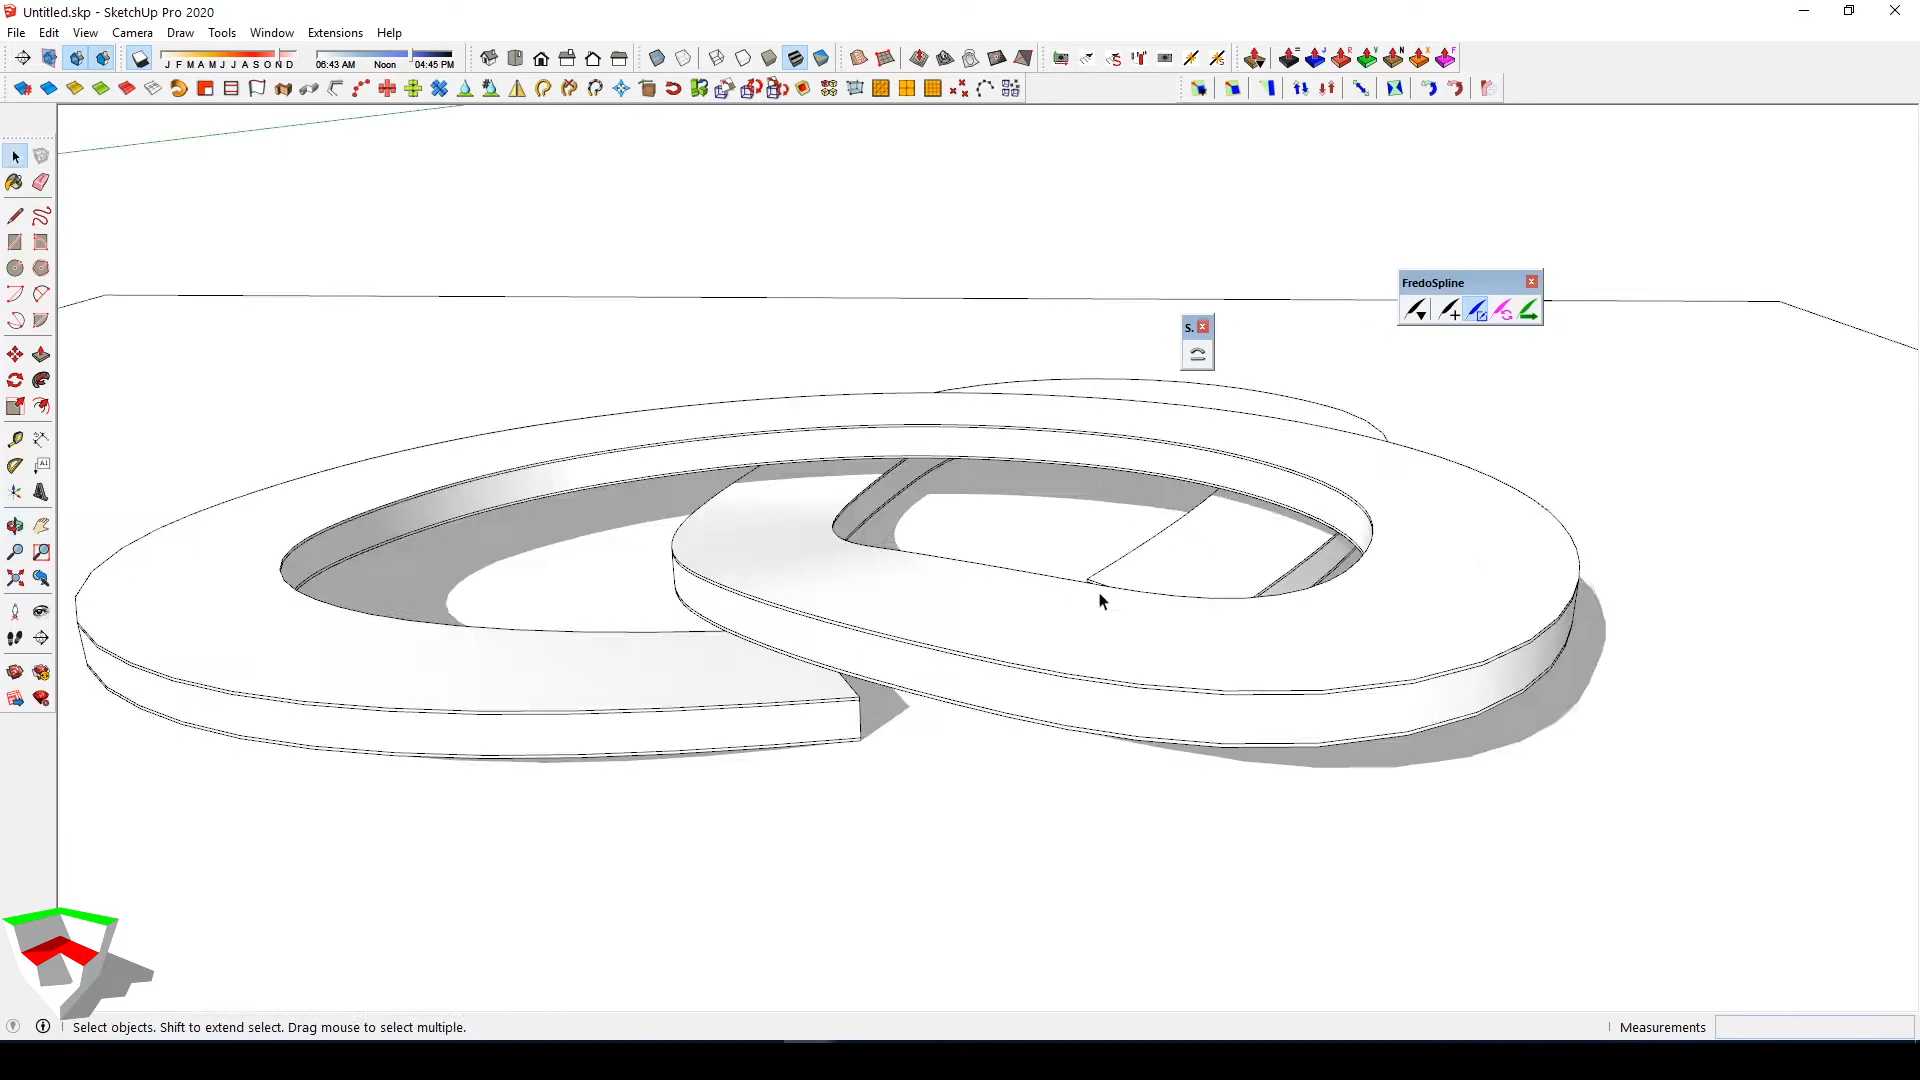 Untitled.skp - SketchUp Pro 2020
File Edit View Camera Draw Tools Window Extensions Help
J F M A M J J A S O N D
06:43 AM Noon 04:45 PM
FredoSpline
S.
A1
Select objects. Shift to extend select. Drag mouse to select multiple.
Measurements